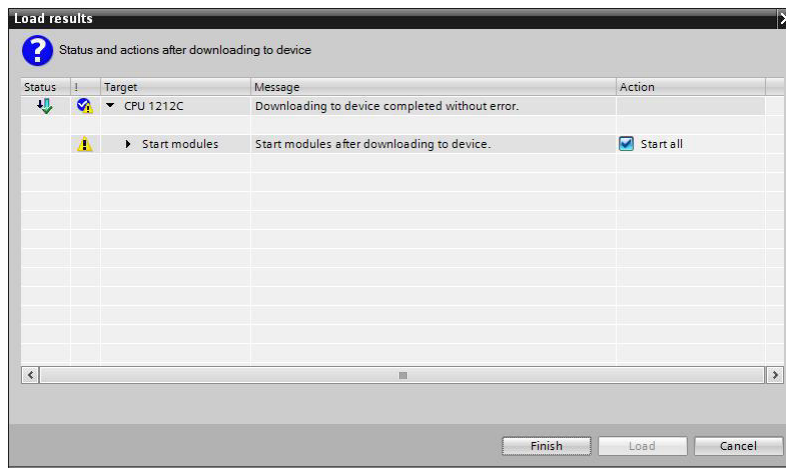 Load results
Status and actions after downloading to device
Status ! Target Message Action
CPU 1212C Downloading to device completed without error.
Start modules Start modules after downloading to device. Start all
Finish Load Cancel